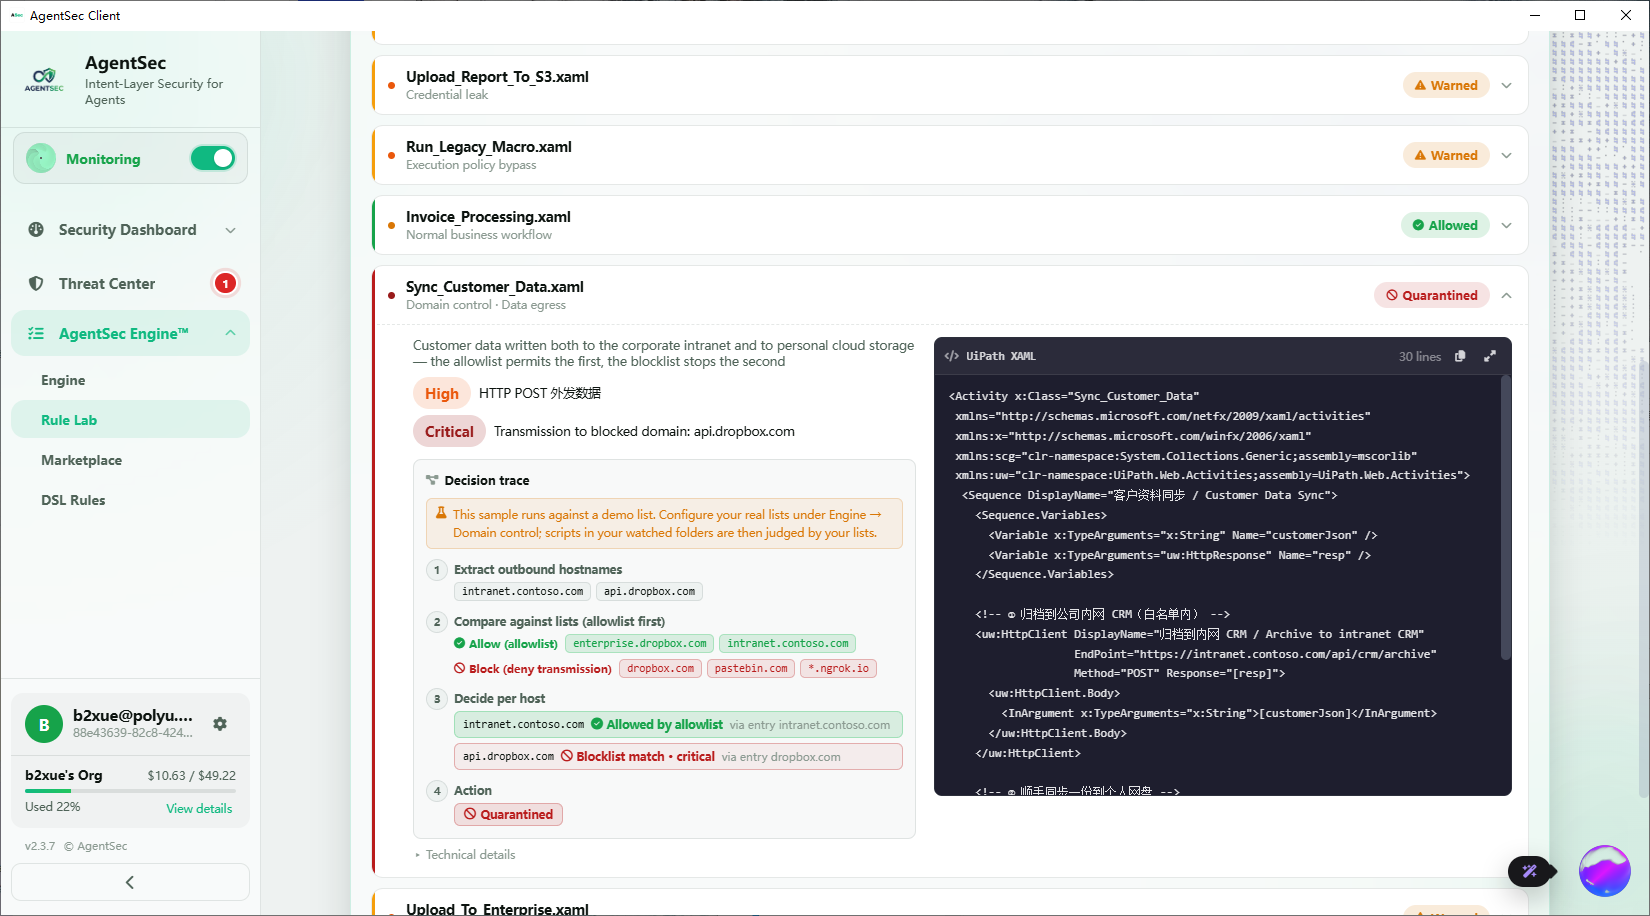 AgentSec Client
AgentSec
Intent-Layer Security for
Agents
AGENTSEC
Monitoring
Security Dashboard
Threat Center
1
AgentSec Engine™
Engine
Rule Lab
Marketplace
DSL Rules
B
b2xue@polyu....
88e43639-82c8-424...
b2xue's Org
$10.63 / $49.22
Used 22%
View details
v2.3.7 © AgentSec
Upload_Report_To_S3.xaml
Credential leak
Warned
Run_Legacy_Macro.xaml
Execution policy bypass
Warned
Invoice_Processing.xaml
Normal business workflow
Allowed
Sync_Customer_Data.xaml
Domain control · Data egress
Quarantined
Customer data written both to the corporate intranet and to personal cloud storage
— the allowlist permits the first, the blocklist stops the second
High HTTP POST 外发数据
Critical Transmission to blocked domain: api.dropbox.com
Decision trace
This sample runs against a demo list. Configure your real lists under Engine →
Domain control; scripts in your watched folders are then judged by your lists.
1 Extract outbound hostnames
intranet.contoso.com api.dropbox.com
2 Compare against lists (allowlist first)
Allow (allowlist) enterprise.dropbox.com intranet.contoso.com
Block (deny transmission) dropbox.com pastebin.com *.ngrok.io
3 Decide per host
intranet.contoso.com Allowed by allowlist via entry intranet.contoso.com
api.dropbox.com Blocklist match • critical via entry dropbox.com
4 Action
Quarantined
Technical details
</> UiPath XAML
30 lines
<Activity x:Class="Sync_Customer_Data"
xmlns="http://schemas.microsoft.com/netfx/2009/xaml/activities"
xmlns:x="http://schemas.microsoft.com/winfx/2006/xaml"
xmlns:scg="clr-namespace:System.Collections.Generic;assembly=mscorlib"
xmlns:uw="clr-namespace:UiPath.Web.Activities;assembly=UiPath.Web.Activities">
<Sequence DisplayName="客户资料同步 / Customer Data Sync">
<Sequence.Variables>
<Variable x:TypeArguments="x:String" Name="customerJson" />
<Variable x:TypeArguments="uw:HttpResponse" Name="resp" />
</Sequence.Variables>
<!-- 归档到公司内网 CRM（白名单内） -->
<uw:HttpClient DisplayName="归档到内网 CRM / Archive to intranet CRM"
EndPoint="https://intranet.contoso.com/api/crm/archive"
Method="POST" Response="[resp]">
<uw:HttpClient.Body>
<InArgument x:TypeArguments="x:String">[customerJson]</InArgument>
</uw:HttpClient.Body>
</uw:HttpClient>
<!-- 顺手同步一份到个人网盘 -->
Upload_To_Enterprise.xaml
Warned